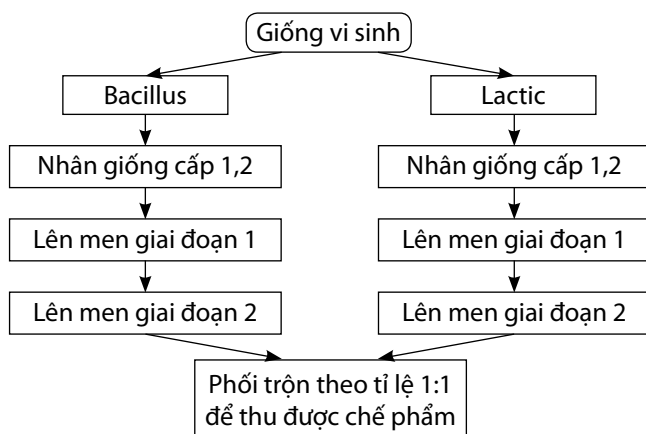 Giống vi sinh
Bacillus
Lactic
Nhân giống cấp 1,2
Nhân giống cấp 1,2
Lên men giai đoạn 1
Lên men giai đoạn 1
Lên men giai đoạn 2
Lên men giai đoạn 2
Phối trộn theo tỉ lệ 1:1
để thu được chế phẩm